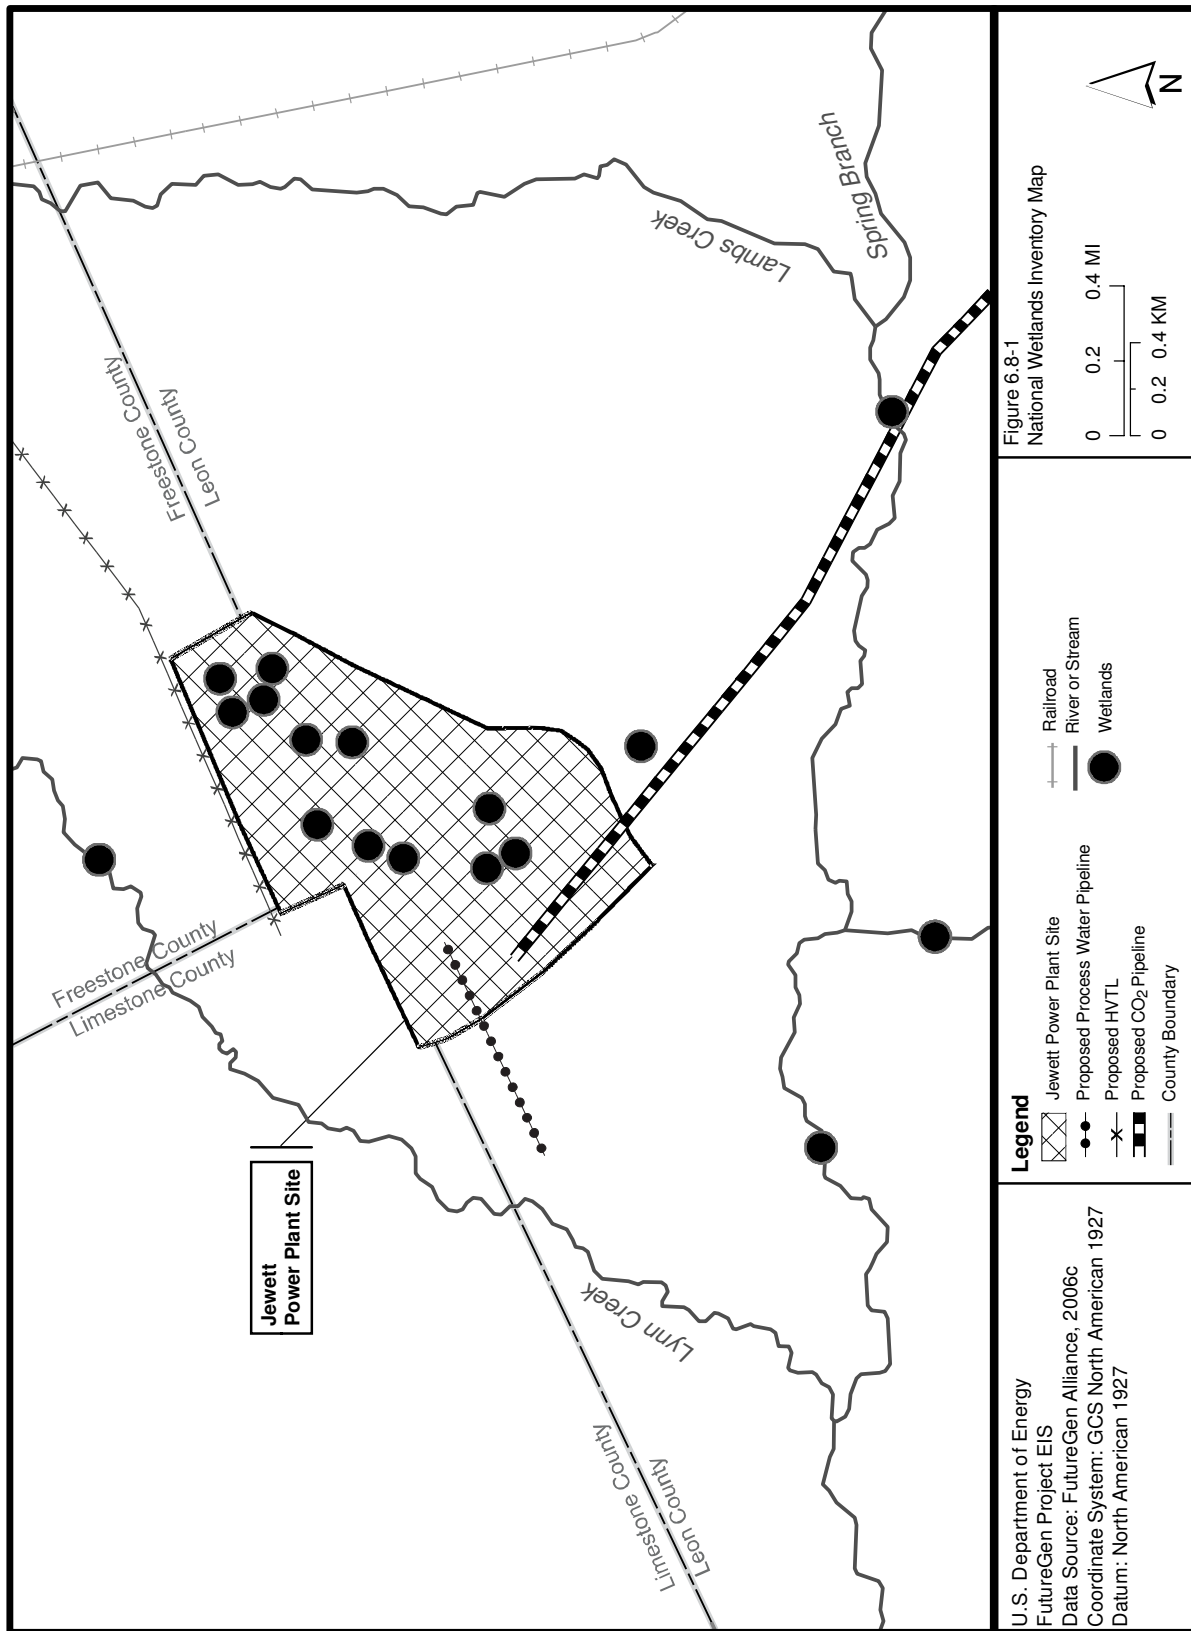 Freestone County
Leon County
Freestone County
Limestone County
Limestone County
Leon County
Jewett
Power Plant Site
Lynn Creek
Lambs Creek
Spring Branch
U.S. Department of Energy
FutureGen Project EIS
Data Source: FutureGen Alliance, 2006c
Coordinate System: GCS North American 1927
Datum: North American 1927
Legend
Jewett Power Plant Site
Proposed Process Water Pipeline
Proposed HVTL
Proposed CO2 Pipeline
County Boundary
Railroad
River or Stream
Wetlands
Figure 6.8-1
National Wetlands Inventory Map
0 0.2 0.4 MI
0 0.2 0.4 KM
N